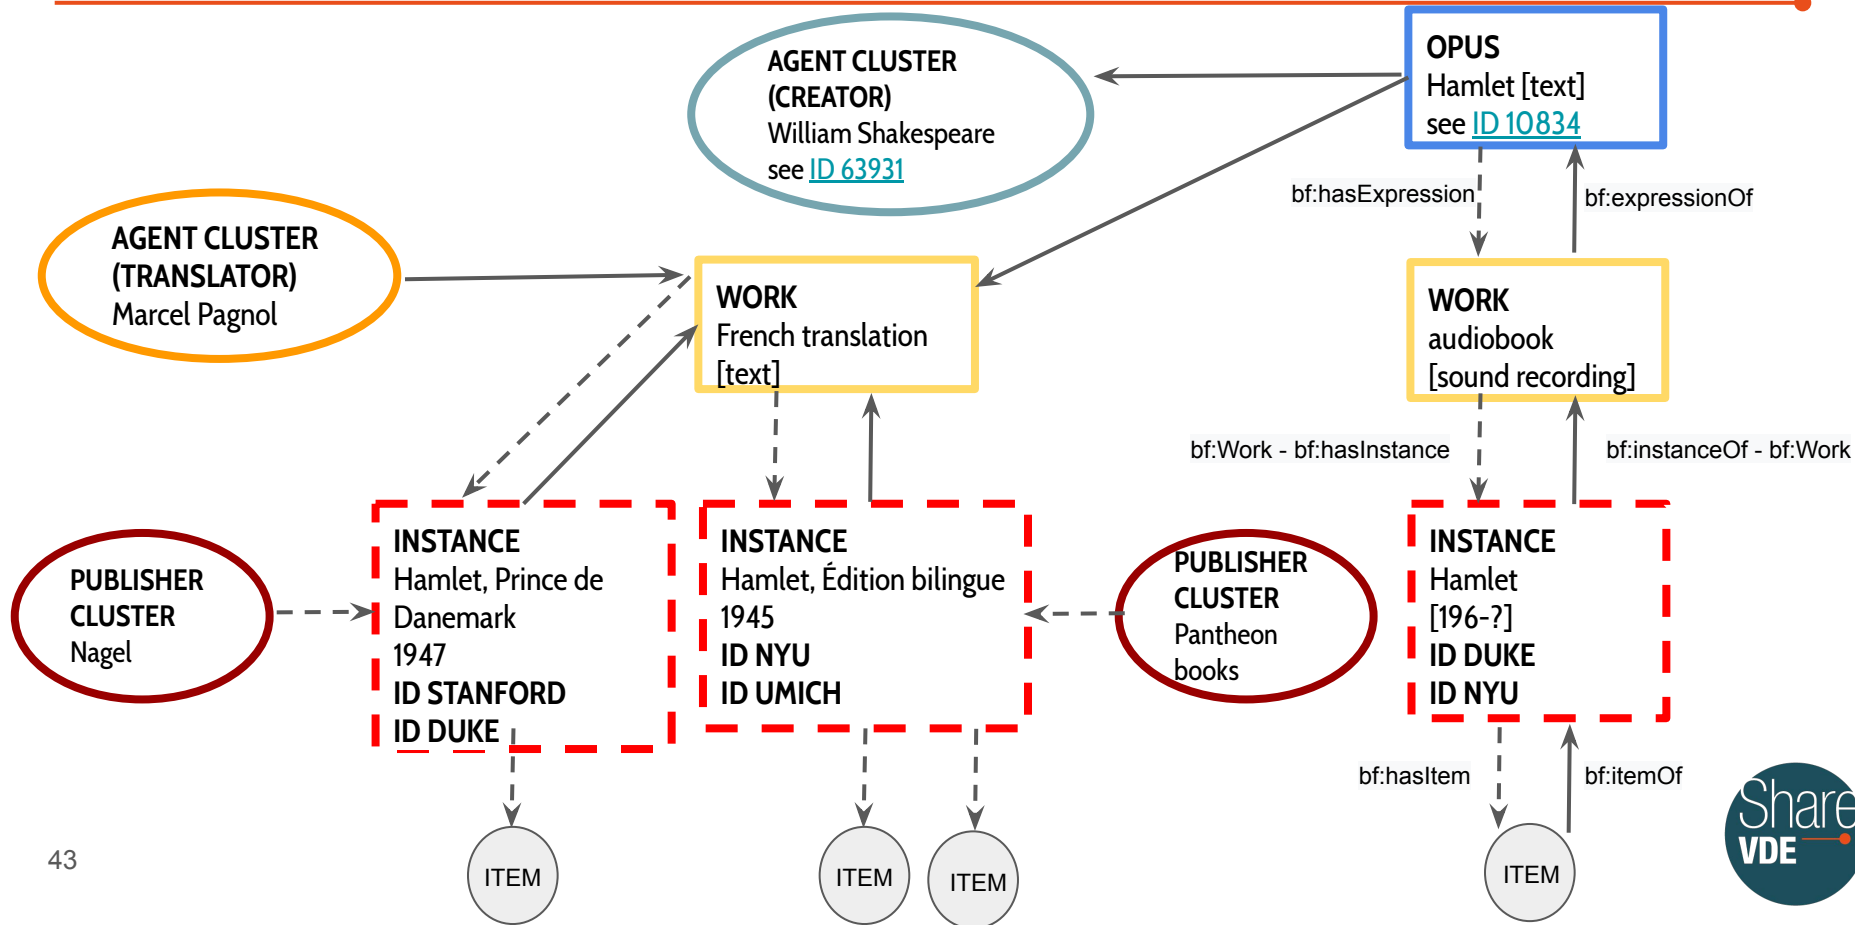 AGENT CLUSTER
(CREATOR)
William Shakespeare
see ID 63931
OPUS
Hamlet [text]
see ID 10834
bf:hasExpression
bf:expressionOf
AGENT CLUSTER
(TRANSLATOR)
Marcel Pagnol
WORK
French translation
[text]
WORK
audiobook
[sound recording]
bf:Work - bf:hasInstance
bf:instanceOf - bf:Work
PUBLISHER
CLUSTER
Nagel
INSTANCE
Hamlet, Prince de
Danemark
1947
ID STANFORD
ID DUKE
INSTANCE
Hamlet, Édition bilingue
1945
ID NYU
ID UMICH
PUBLISHER
CLUSTER
Pantheon
books
INSTANCE
Hamlet
[196-?]
ID DUKE
ID NYU
bf:hasItem
bf:itemOf
ITEM
ITEM
ITEM
ITEM
Share
VDE
43